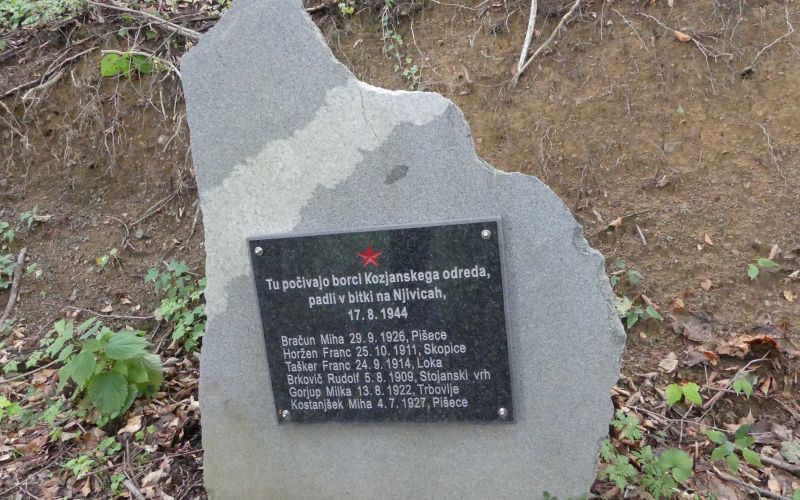 Tu počivajo borci Kozjanskega odreda,
padli v bitki na Njivicah,
17. 8. 1944
Bračun Miha 29. 9. 1926, Pišece
Horžen Franc 25. 10. 1911, Skopice
Tašker Franc 24. 9. 1914, Loka
Brkovič Rudolf 5. 8. 1909, Stojanski vrh
Gorjup Milka 13. 8. 1922, Trbovlje
Kostanjšek Miha 4. 7. 1927, Pišece